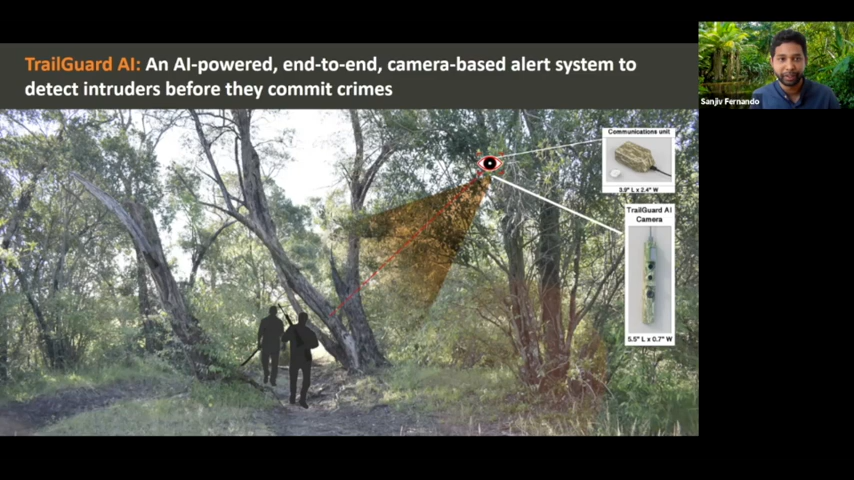 TrailGuard AI: An AI-powered, end-to-end, camera-based alert system to
detect intruders before they commit crimes
Sanjiv Fernando
Communications unit
3.9" L x 2.4" W
TrailGuard AI
Camera
5.5" L x 0.7" W